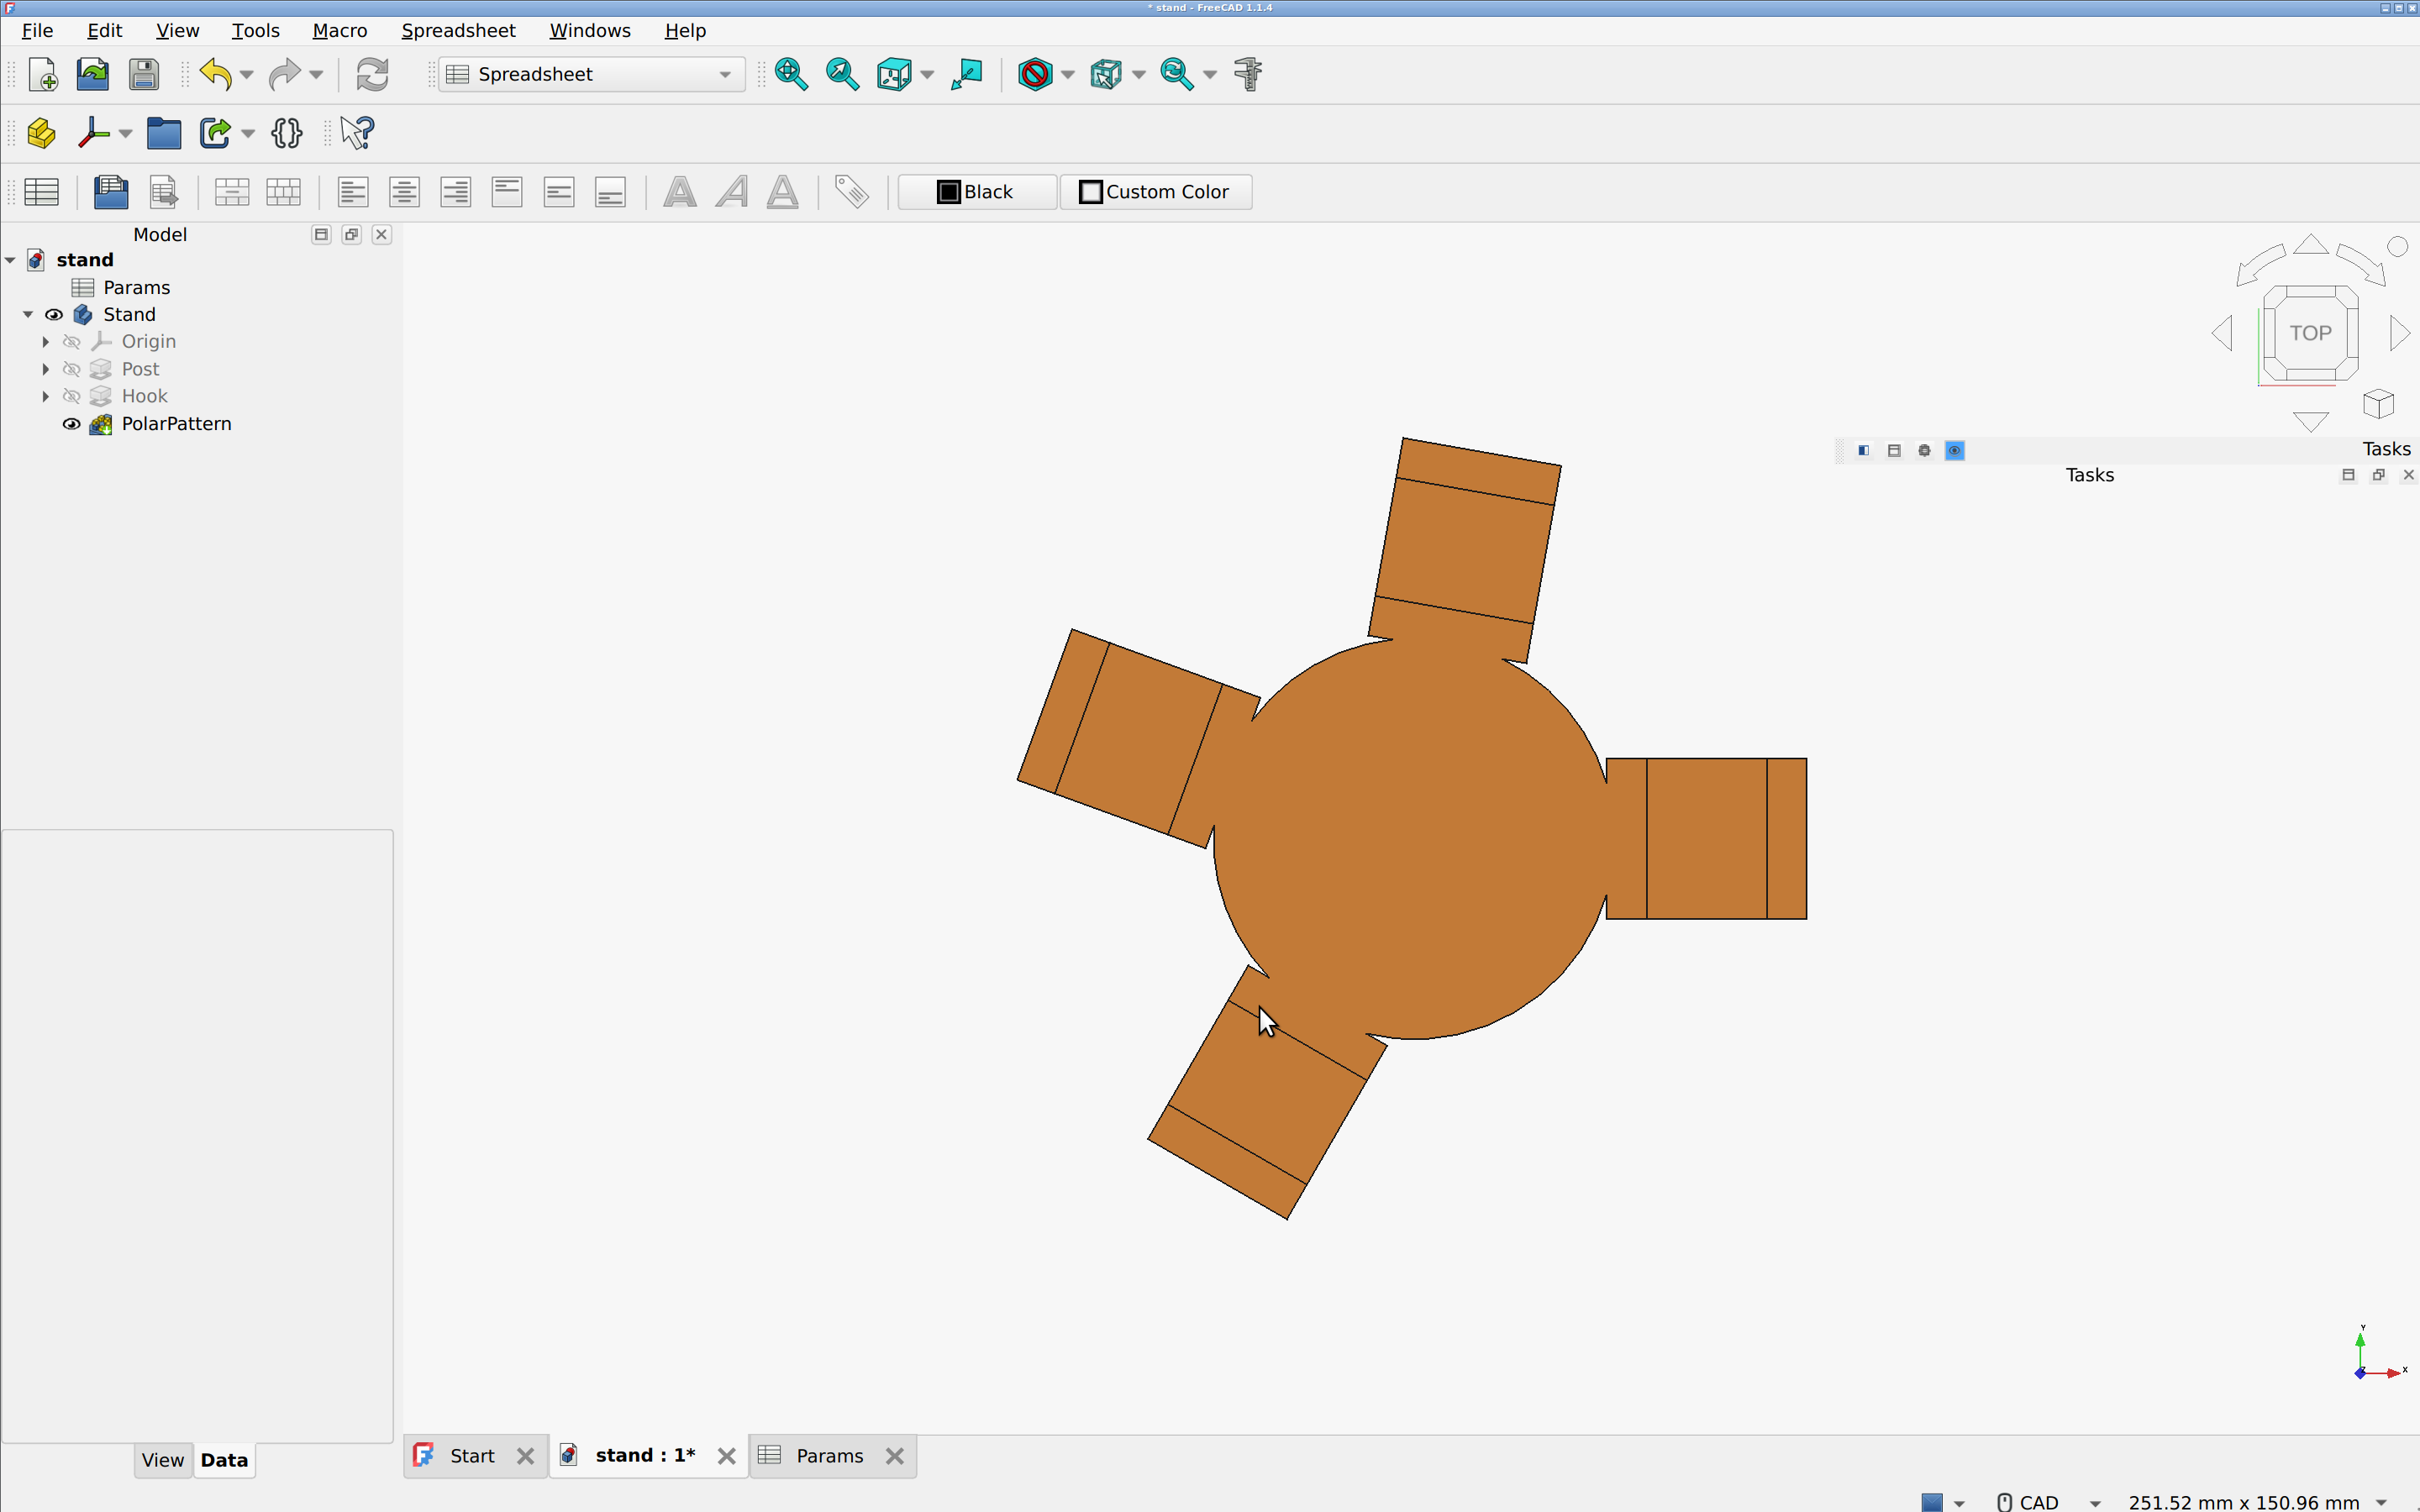 * stand - FreeCAD 1.1.4
File Edit View Tools Macro Spreadsheet Windows Help
Spreadsheet
Black Custom Color
Model
stand
Params
Stand
Origin
Post
Hook
PolarPattern
TOP
Tasks
Tasks
Y
X
View Data
Start stand : 1* Params
CAD 251.52 mm x 150.96 mm